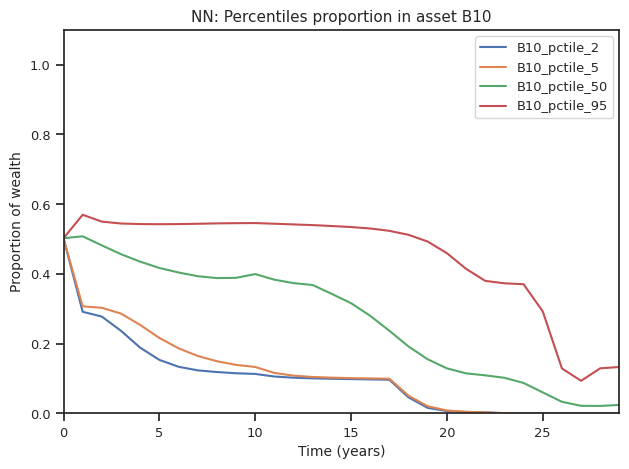 NN: Percentiles proportion in asset B10
B10_pctile_2
B10_pctile_5
B10_pctile_50
B10_pctile_95
1.0
0.8
0.6
0.4
0.2
0.0
Proportion of wealth
0 5 10 15 20 25
Time (years)